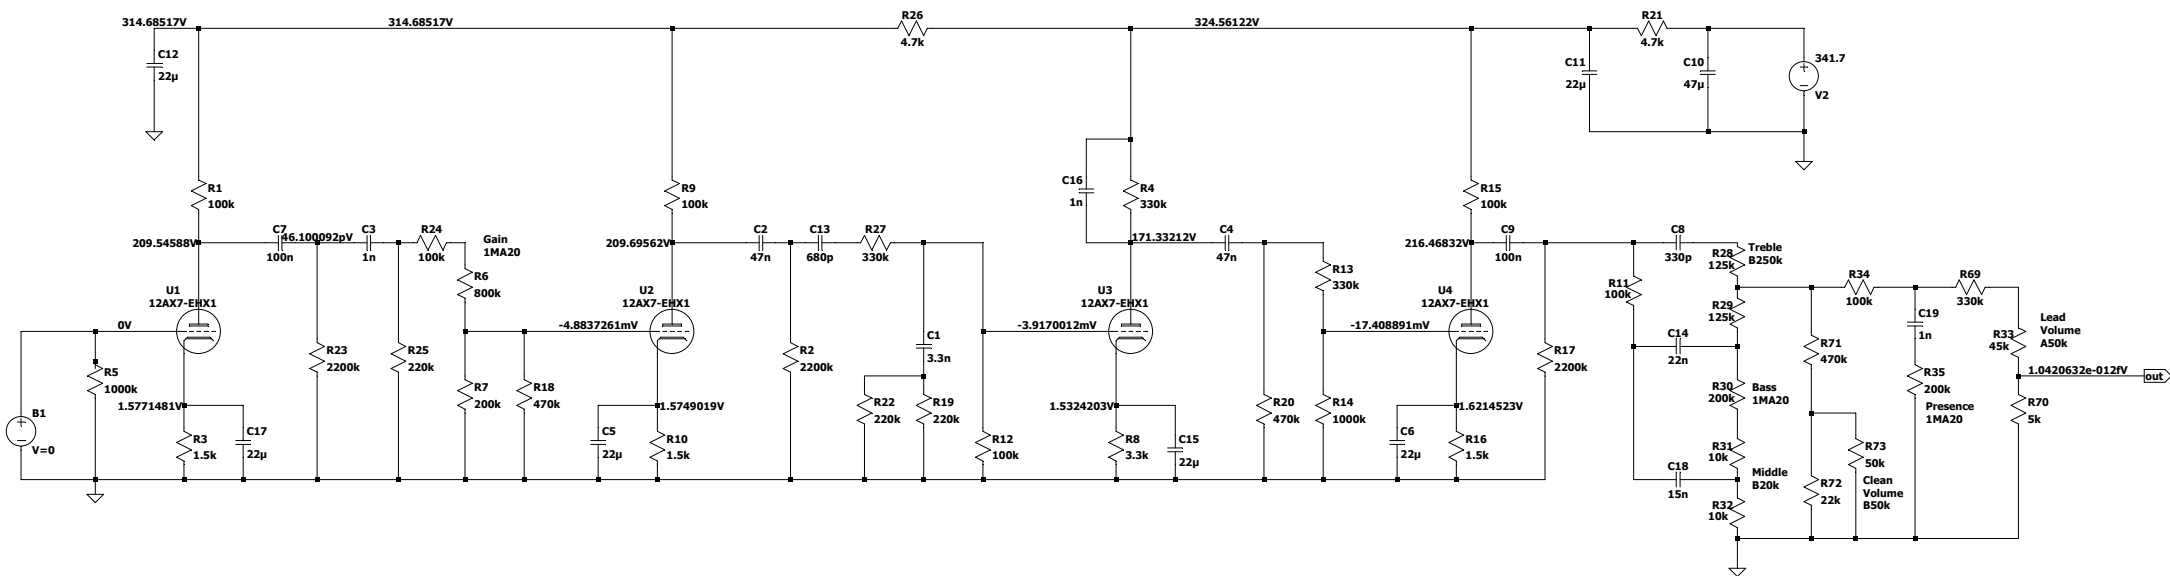 314.68517V
314.68517V
R26
4.7k
324.56122V
R21
4.7k
C12
22µ
C11
22µ
C10
47µ
341.7
V2
R1
100k
R9
100k
C16
1n
R4
330k
R15
100k
209.54588V
C7
100n
46.100092pV
C3
1n
R24
100k
Gain
1MA20
R6
800k
209.69562V
C2
47n
C13
680p
R27
330k
171.33212V
C4
47n
R13
330k
216.46832V
C9
100n
C8
330p
R28
125k
Treble
B250k
R11
100k
R34
100k
R69
330k
U1
12AX7-EHX1
U2
12AX7-EHX1
U3
12AX7-EHX1
U4
12AX7-EHX1
0V
-4.8837261mV
-3.9170012mV
-17.408891mV
R29
125k
C19
1n
Lead
Volume
A50k
R33
45k
R5
1000k
R23
2200k
R25
220k
R7
200k
R18
470k
R2
2200k
C1
3.3n
R22
220k
R19
220k
R12
100k
R20
470k
R14
1000k
R17
2200k
C14
22n
R71
470k
R35
200k
Presence
1MA20
1.0420632e-012fV
out
R70
5k
B1
V=0
1.5771481V
R3
1.5k
C17
22µ
1.5749019V
C5
22µ
R10
1.5k
1.5324203V
R8
3.3k
C15
22µ
1.6214523V
C6
22µ
R16
1.5k
R30
200k
Bass
1MA20
R31
10k
C18
15n
Middle
B20k
R32
10k
R73
50k
R72
22k
Clean
Volume
B50k